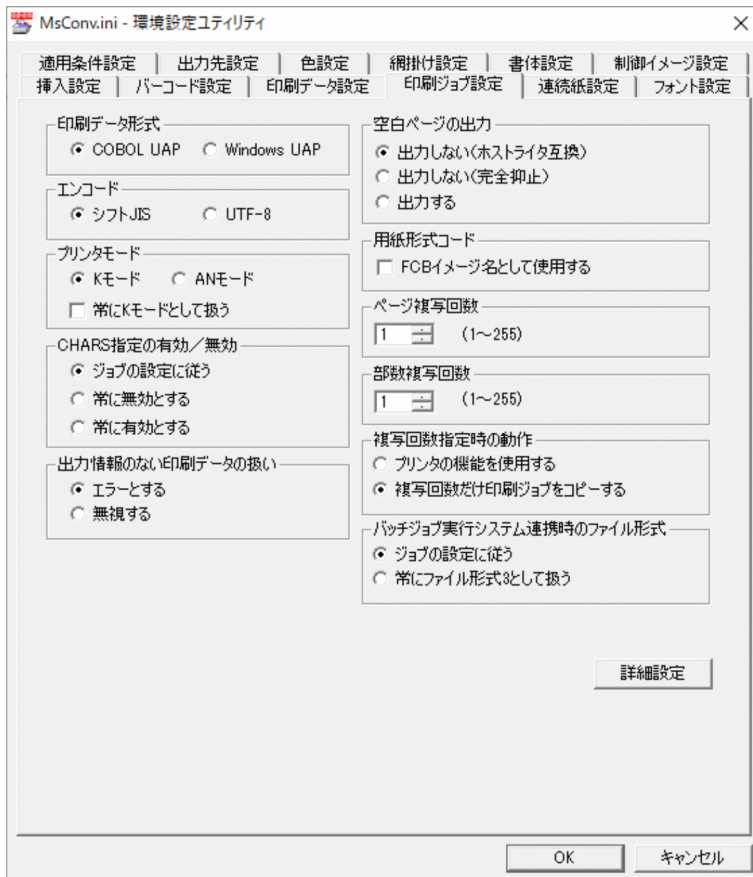 MsConv.ini - 環境設定ユティリティ
適用条件設定 出力先設定 色設定 網掛け設定 書体設定 制御イメージ設定
挿入設定 バーコード設定 印刷データ設定 印刷ジョブ設定 連続紙設定 フォント設定
印刷データ形式
COBOL UAP Windows UAP
エンコード
シフトJIS UTF-8
プリンタモード
Kモード ANモード
常にKモードとして扱う
CHARS指定の有効／無効
ジョブの設定に従う
常に無効とする
常に有効とする
出力情報のない印刷データの扱い
エラーとする
無視する
空白ページの出力
出力しない(ホストライタ互換)
出力しない(完全抑止)
出力する
用紙形式コード
FCBイメージ名として使用する
ページ複写回数
1 (1～255)
部数複写回数
1 (1～255)
複写回数指定時の動作
プリンタの機能を使用する
複写回数だけ印刷ジョブをコピーする
バッチジョブ実行システム連携時のファイル形式
ジョブの設定に従う
常にファイル形式3として扱う
詳細設定
OK キャンセル